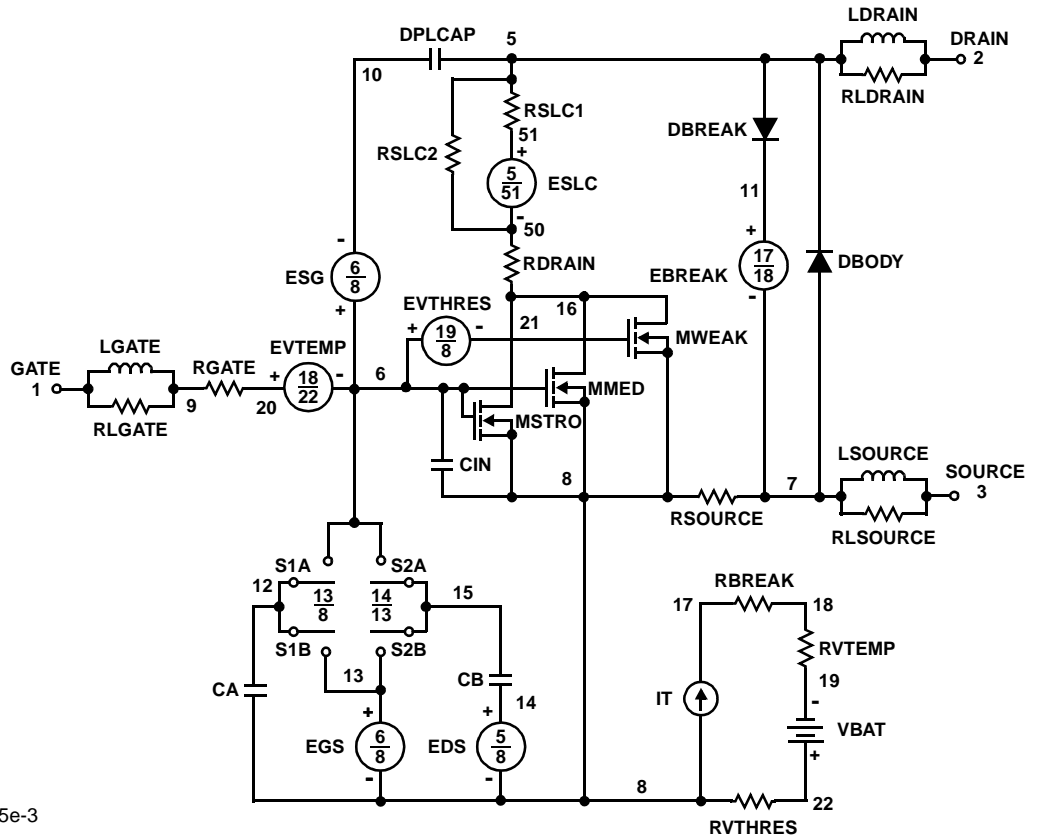 LDRAIN
DPLCAP
5
DRAIN
2
10
RLDRAIN
RSLC1
DBREAK
51
RSLC2
+
5
51
ESLC
11
-
50
-
+
RDRAIN
17
18
EBREAK
DBODY
6
8
ESG
EVTHRES
16
-
+
+
19
8
-
21
MWEAK
LGATE
EVTEMP
GATE
1
RGATE
+
18
22
-
6
MMED
9
20
RLGATE
MSTRO
CIN
LSOURCE
8
7
SOURCE
3
RSOURCE
RLSOURCE
S1A
S2A
12
13
8
14
13
15
RBREAK
17
18
S1B
S2B
RVTEMP
13
CB
19
CA
14
IT
-
+
+
VBAT
EGS
6
8
EDS
5
8
+
-
-
8
22
5e-3
RVTHRES